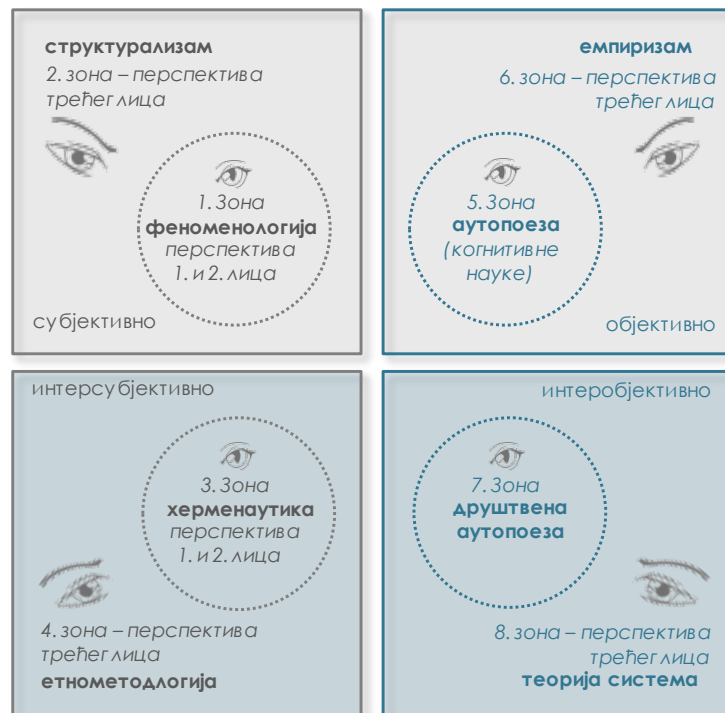 структурализам
2. зона – перспектива
трећег лица
1. Зона
феноменологија
перспектива
1. и 2. лица
субјективно
емпиризам
6. зона – перспектива
трећег лица
5. Зона
аутопоеза
(когнитивне
науке)
објективно
интерсубјективно
3. Зона
херменаутика
перспектива
1. и 2. лица
4. зона – перспектива
трећег лица
етнометодлогија
интеробјективно
7. Зона
друштвена
аутопоеза
8. зона – перспектива
трећег лица
теорија система